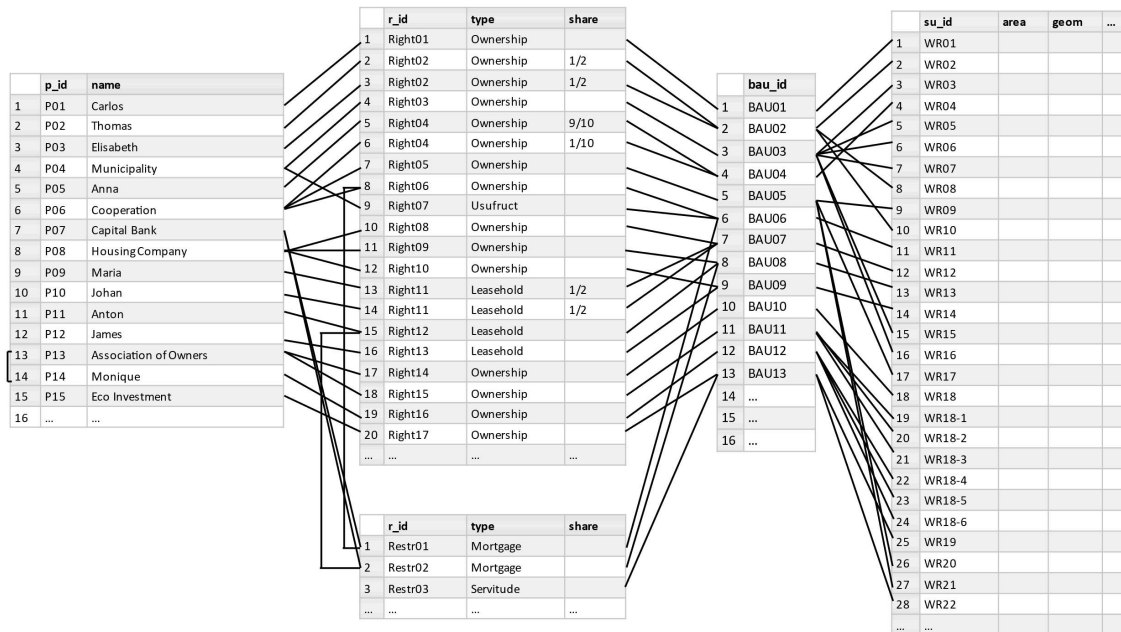 p_id name
1 P01 Carlos
2 P02 Thomas
3 P03 Elisabeth
4 P04 Municipality
5 P05 Anna
6 P06 Cooperation
7 P07 Capital Bank
8 P08 Housing Company
9 P09 Maria
10 P10 Johan
11 P11 Anton
12 P12 James
13 P13 Association of Owners
14 P14 Monique
15 P15 Eco Investment
16 ... ...
r_id type share
1 Right01 Ownership
2 Right02 Ownership 1/2
3 Right02 Ownership 1/2
4 Right03 Ownership
5 Right04 Ownership 9/10
6 Right04 Ownership 1/10
7 Right05 Ownership
8 Right06 Ownership
9 Right07 Usufruct
10 Right08 Ownership
11 Right09 Ownership
12 Right10 Ownership
13 Right11 Leasehold 1/2
14 Right11 Leasehold 1/2
15 Right12 Leasehold
16 Right13 Leasehold
17 Right14 Ownership
18 Right15 Ownership
19 Right16 Ownership
20 Right17 Ownership
... ... ... ...
r_id type share
1 Restr01 Mortgage
2 Restr02 Mortgage
3 Restr03 Servitude
... ... ... ...
bau_id
1 BAU01
2 BAU02
3 BAU03
4 BAU04
5 BAU05
6 BAU06
7 BAU07
8 BAU08
9 BAU09
10 BAU10
11 BAU11
12 BAU12
13 BAU13
14 ...
15 ...
16 ...
su_id area geom ...
1 WR01
2 WR02
3 WR03
4 WR04
5 WR05
6 WR06
7 WR07
8 WR08
9 WR09
10 WR10
11 WR11
12 WR12
13 WR13
14 WR14
15 WR15
16 WR16
17 WR17
18 WR18
19 WR18-1
20 WR18-2
21 WR18-3
22 WR18-4
23 WR18-5
24 WR18-6
25 WR19
26 WR20
27 WR21
28 WR22
... ...